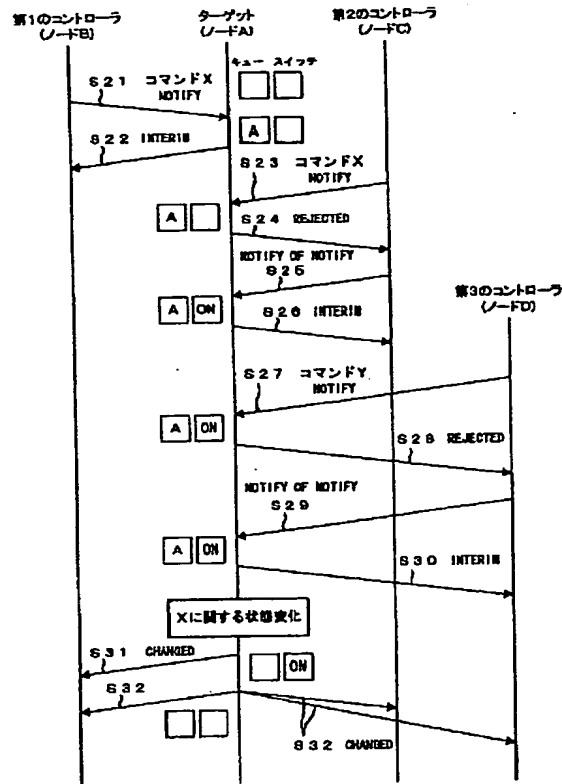 第1のコントローラ
(ノードB)
ターゲット
(ノードA)
第2のコントローラ
(ノードC)
キュー スイッチ
S21 コマンドX
NOTIFY
A
S22 INTERIM
S23 コマンドX
NOTIFY
A
S24 REJECTED
NOTIFY OF NOTIFY
S25
第3のコントローラ
(ノードD)
A ON
S26 INTERIM
S27 コマンドY
NOTIFY
A ON
S28 REJECTED
NOTIFY OF NOTIFY
S29
A ON
S30 INTERIM
Xに関する状態変化
S31 CHANGED
ON
S32
S32 CHANGED